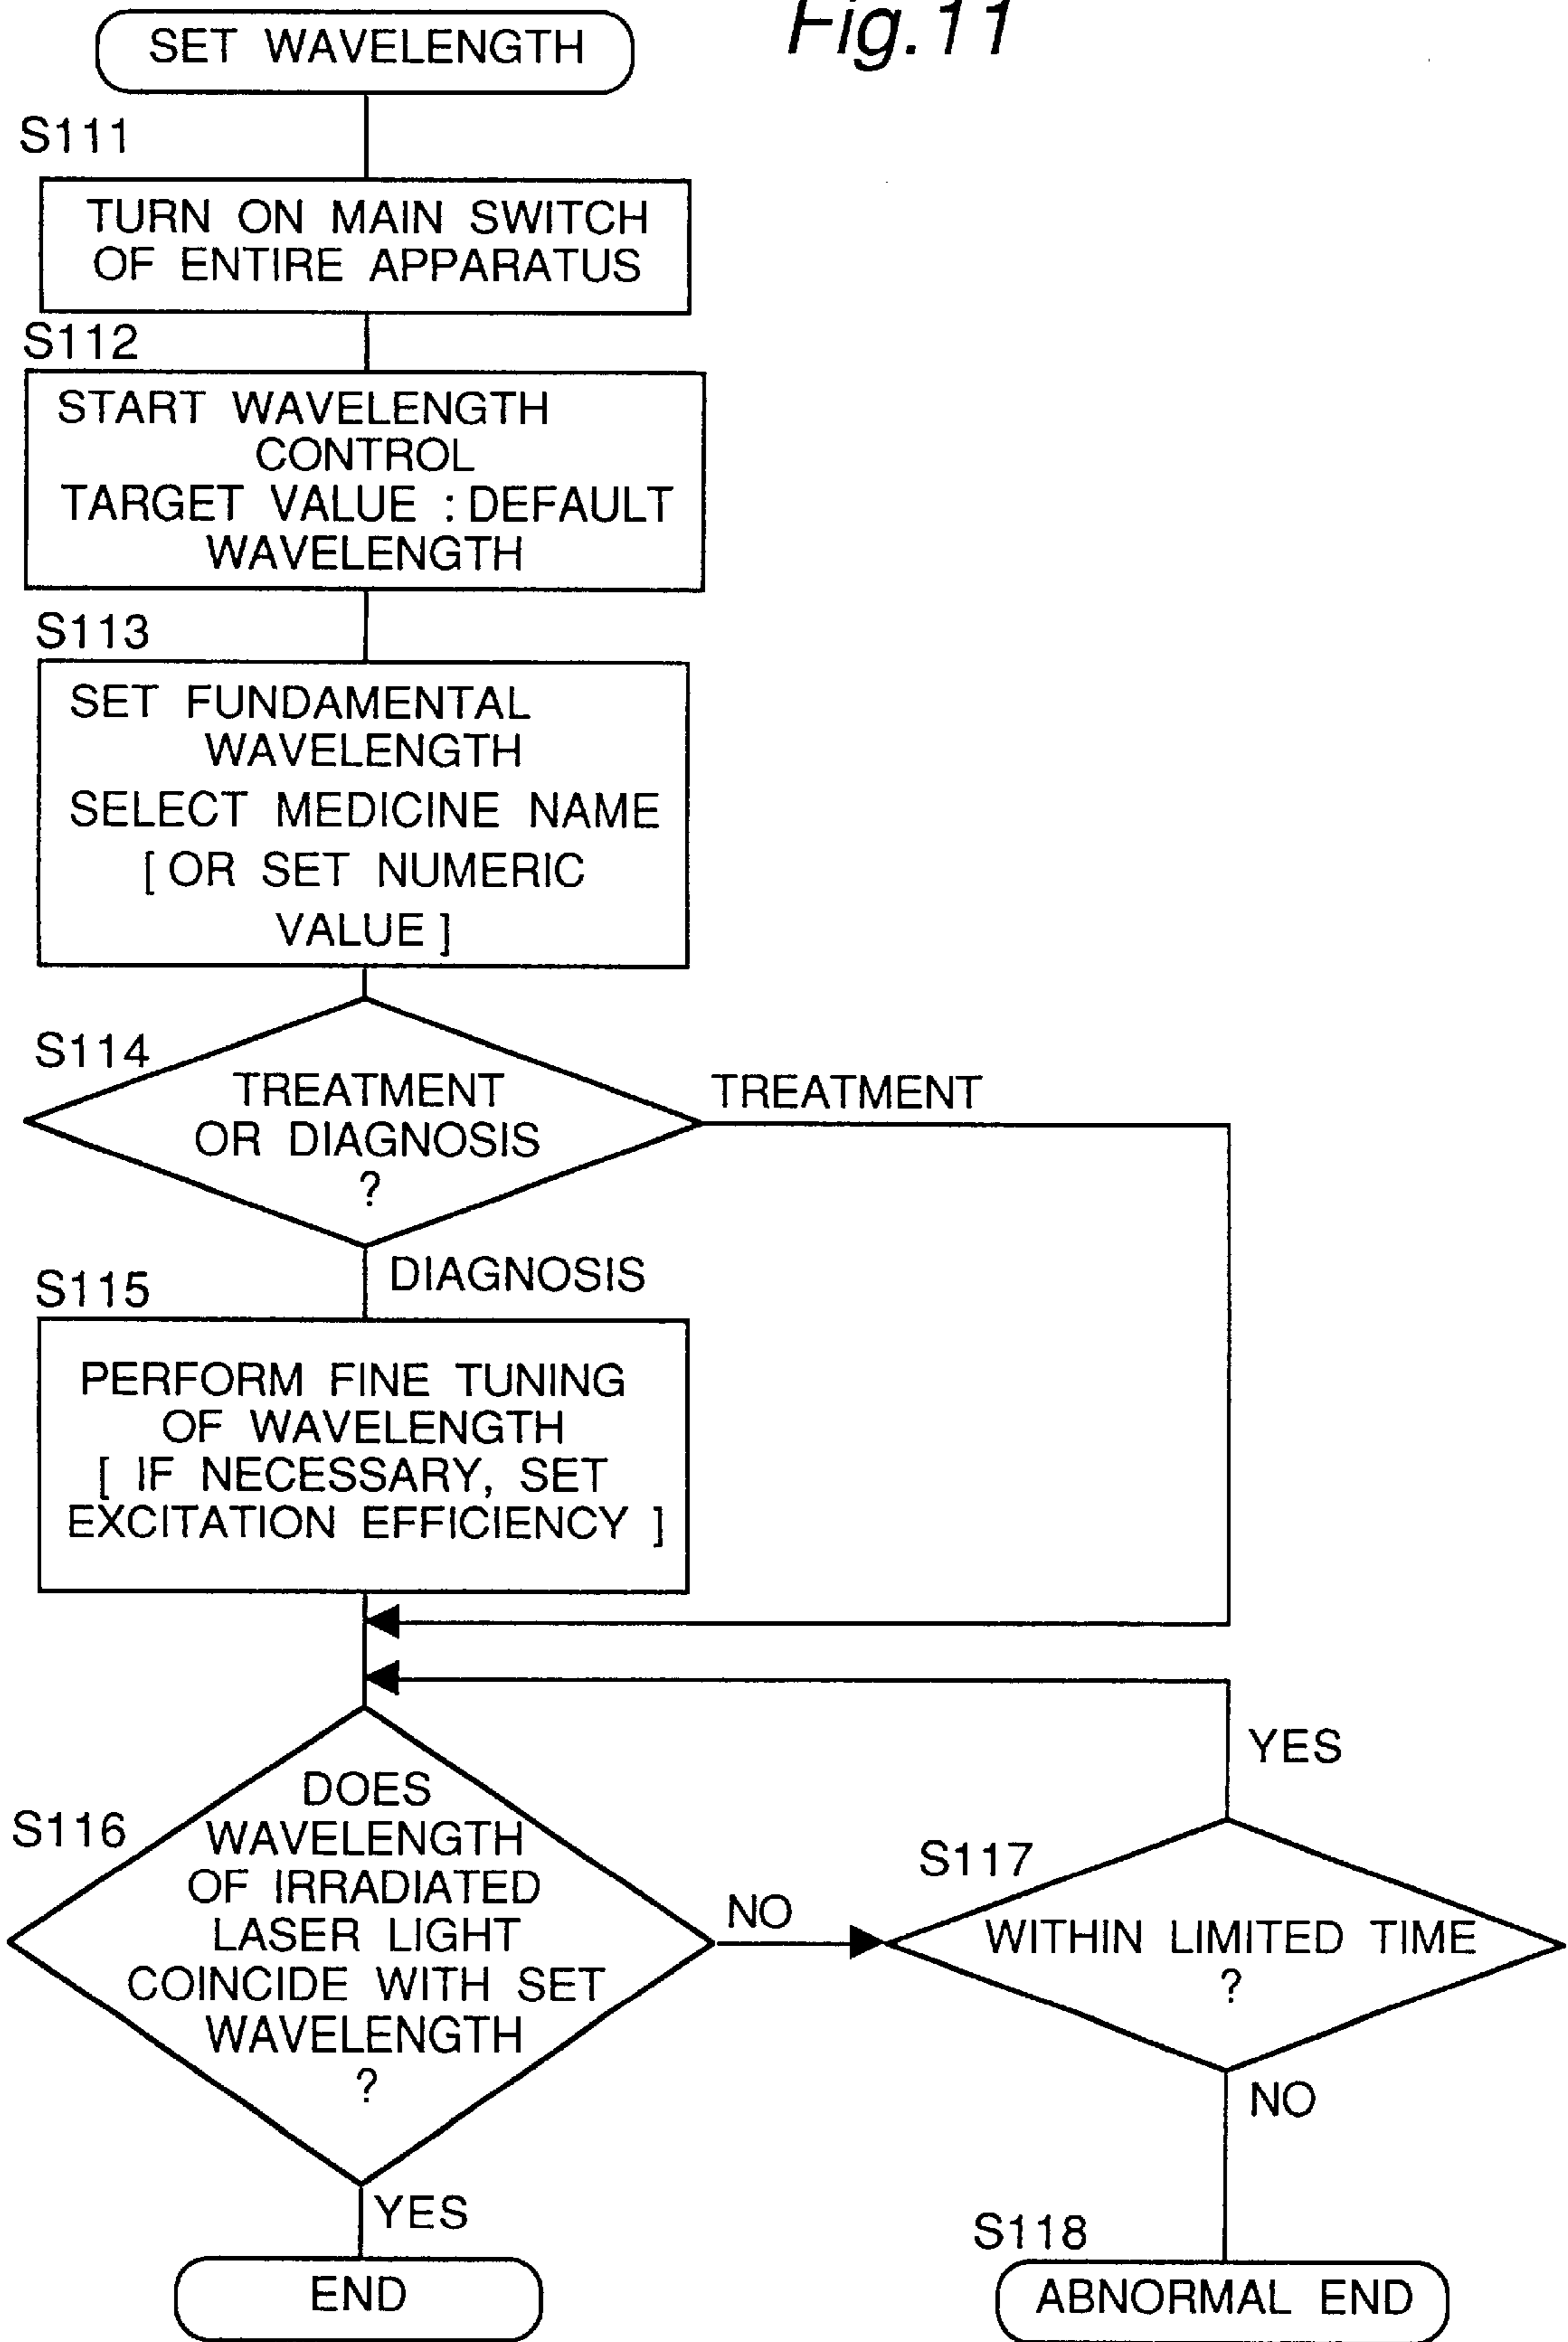 Fig.11
SET WAVELENGTH
S111
TURN ON MAIN SWITCH
OF ENTIRE APPARATUS
S112
START WAVELENGTH
CONTROL
TARGET VALUE : DEFAULT
WAVELENGTH
S113
SET FUNDAMENTAL
WAVELENGTH
SELECT MEDICINE NAME
[ OR SET NUMERIC
VALUE ]
S114
TREATMENT
OR DIAGNOSIS
?
TREATMENT
DIAGNOSIS
S115
PERFORM FINE TUNING
OF WAVELENGTH
[ IF NECESSARY, SET
EXCITATION EFFICIENCY ]
S116
DOES
WAVELENGTH
OF IRRADIATED
LASER LIGHT
COINCIDE WITH SET
WAVELENGTH
?
NO
YES
S117
WITHIN LIMITED TIME
?
NO
YES
END
S118
ABNORMAL END